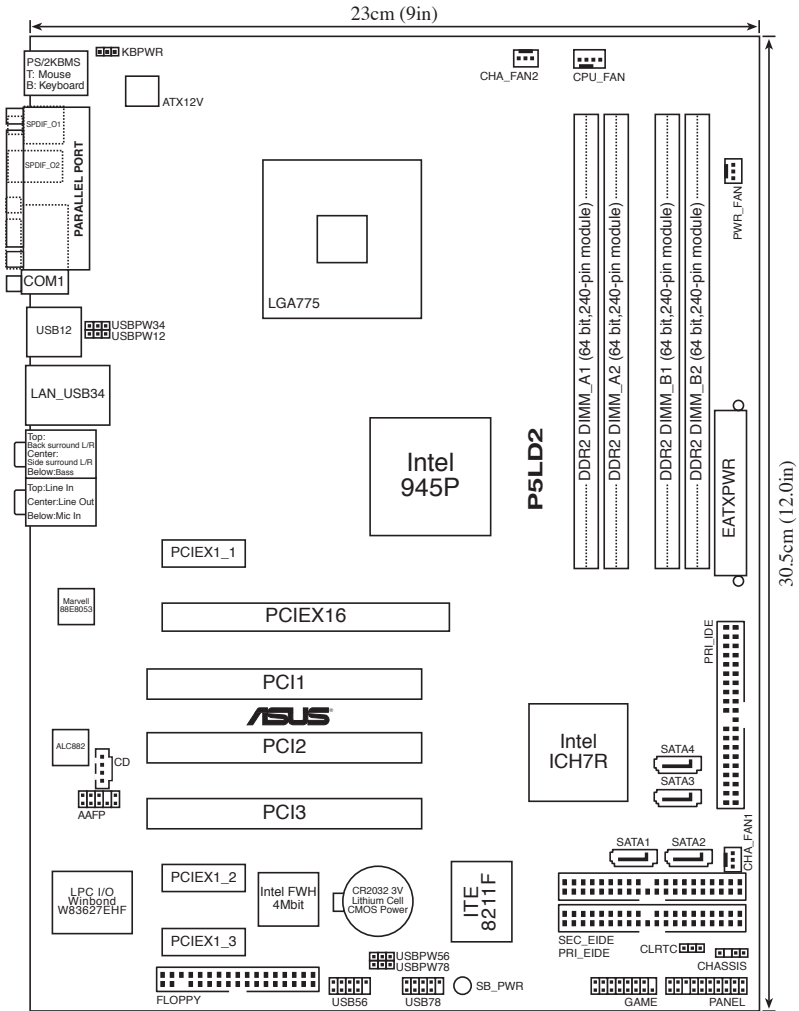 23cm (9in)
KBPWR
PS/2KBMS
T: Mouse
B: Keyboard
CHA_FAN2
CPU_FAN
ATX12V
SPDIF_O1
SPDIF_O2
PARALLEL PORT
PWR_FAN
COM1
LGA775
USB12
USBPW34
USBPW12
DDR2 DIMM_A1 (64 bit,240-pin module)
DDR2 DIMM_A2 (64 bit,240-pin module)
DDR2 DIMM_B1 (64 bit,240-pin module)
DDR2 DIMM_B2 (64 bit,240-pin module)
LAN_USB34
Top:
Back surround L/R
Center:
Side surround L/R
Below:Bass
Top:Line In
Center:Line Out
Below:Mic In
Intel
945P
P5LD2
EATXPWR
30.5cm (12.0in)
PCIEX1_1
Marvell
88E8053
PCIEX16
PRI_IDE
PCI1
ASUS
ALC882
CD
PCI2
Intel
ICH7R
SATA4
SATA3
AAFP
PCI3
SATA1
SATA2
CHA_FAN1
LPC I/O
Winbond
W83627EHF
PCIEX1_2
Intel FWH
4Mbit
CR2032 3V
Lithium Cell
CMOS Power
ITE
8211F
PCIEX1_3
SEC_EIDE
PRI_EIDE
CLRTC
CHASSIS
USBPW56
USBPW78
FLOPPY
USB56
USB78
SB_PWR
GAME
PANEL